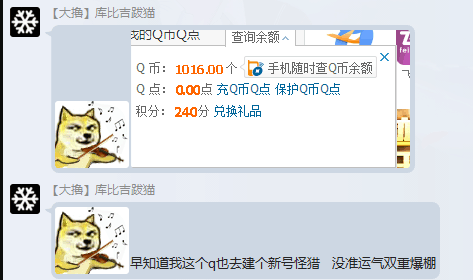 【大擼】库比吉跋猫
我的Q币Q点 查询余额
Q 币： 1016.00 个 手机随时查Q币余额
Q 点： 0.00点 充Q币Q点 保护Q币Q点
积分： 240分 兑换礼品
【大擼】库比吉跋猫
早知道我这个q也去建个新号怪猫 没准运气双重爆棚